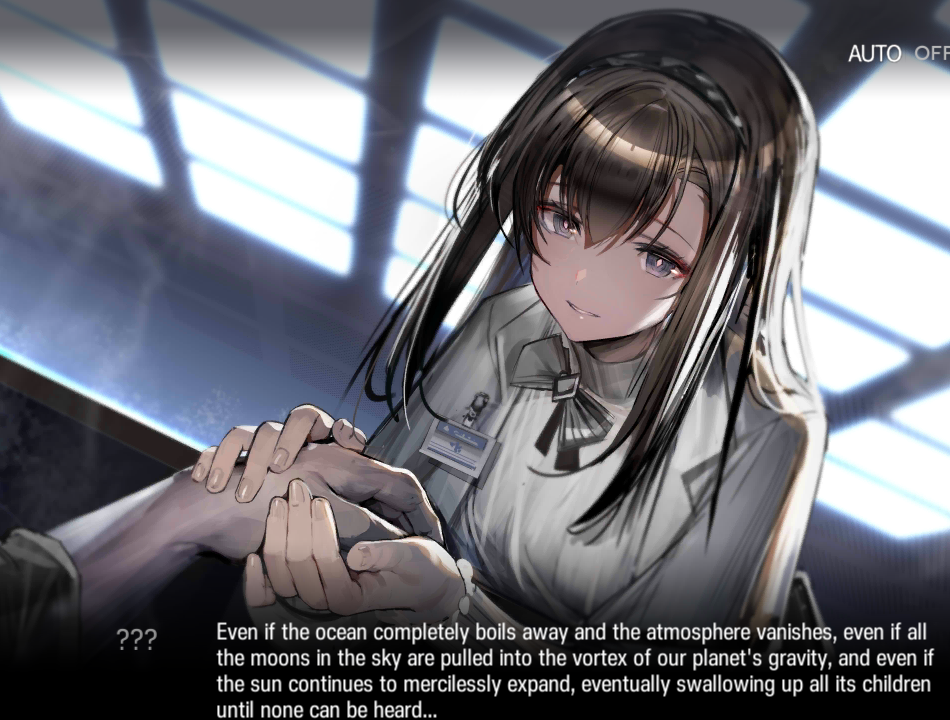 AUTO OFF
???
Even if the ocean completely boils away and the atmosphere vanishes, even if all
the moons in the sky are pulled into the vortex of our planet's gravity, and even if
the sun continues to mercilessly expand, eventually swallowing up all its children
until none can be heard...